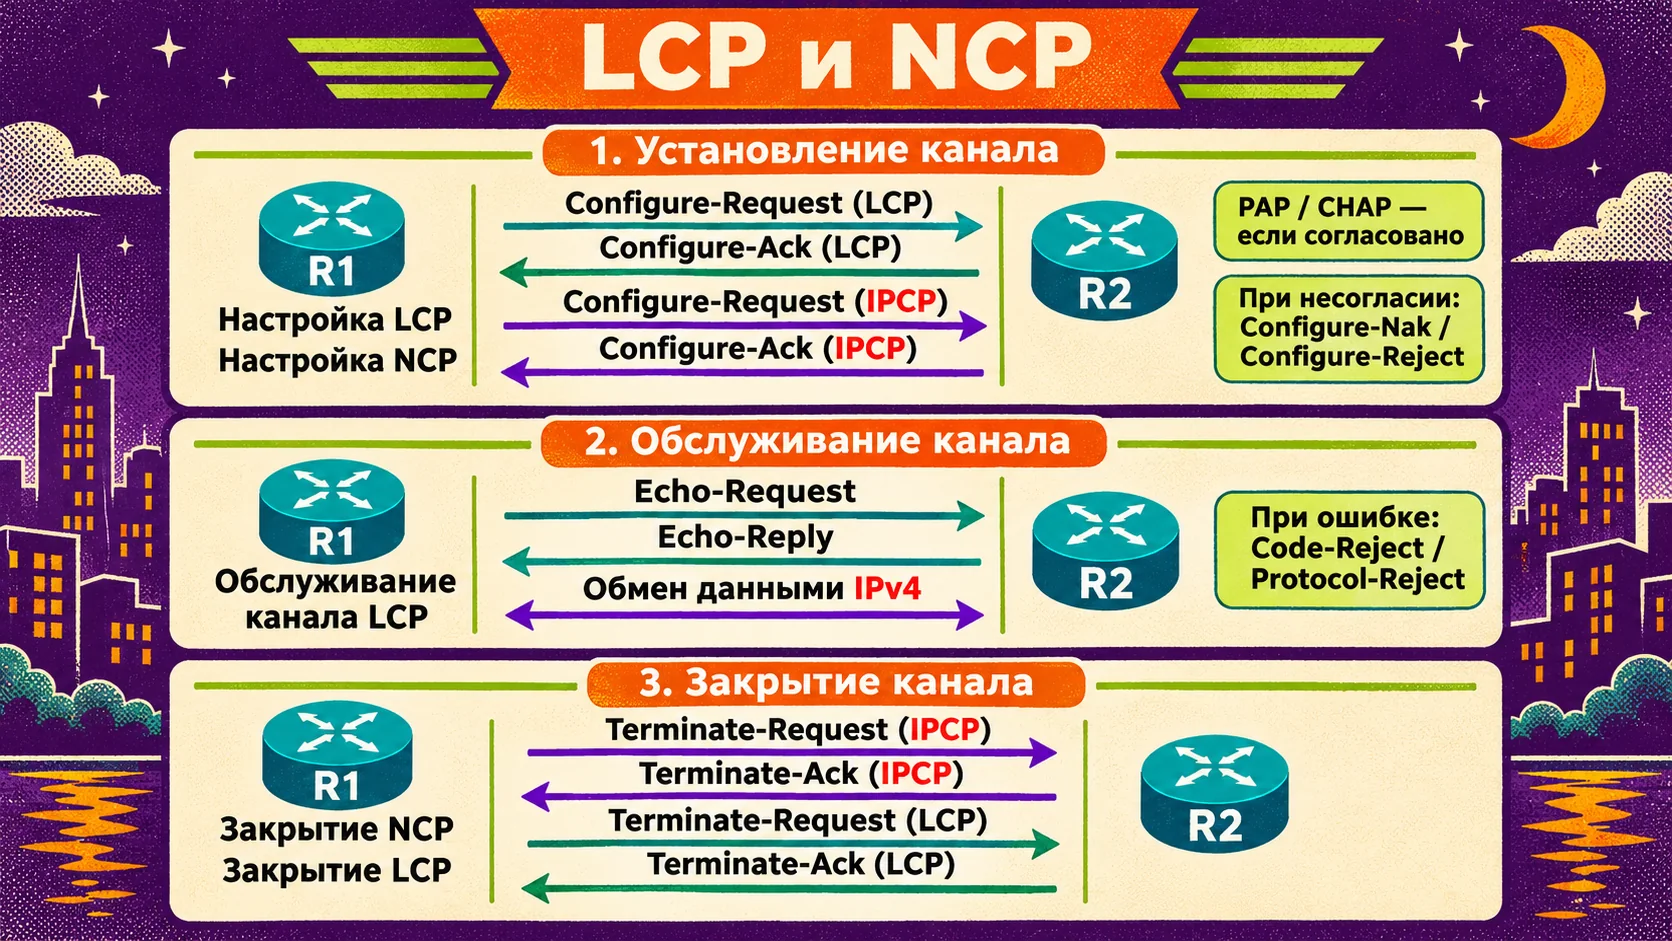 LCP и NCP
1. Установление канала
R1
Настройка LCP
Настройка NCP
Configure-Request (LCP)
Configure-Ack (LCP)
Configure-Request (IPCP)
Configure-Ack (IPCP)
R2
PAP / CHAP —
если согласовано
При несогласии:
Configure-Nak /
Configure-Reject
2. Обслуживание канала
R1
Обслуживание
канала LCP
Echo-Request
Echo-Reply
Обмен данными IPv4
R2
При ошибке:
Code-Reject /
Protocol-Reject
3. Закрытие канала
R1
Закрытие NCP
Закрытие LCP
Terminate-Request (IPCP)
Terminate-Ack (IPCP)
Terminate-Request (LCP)
Terminate-Ack (LCP)
R2